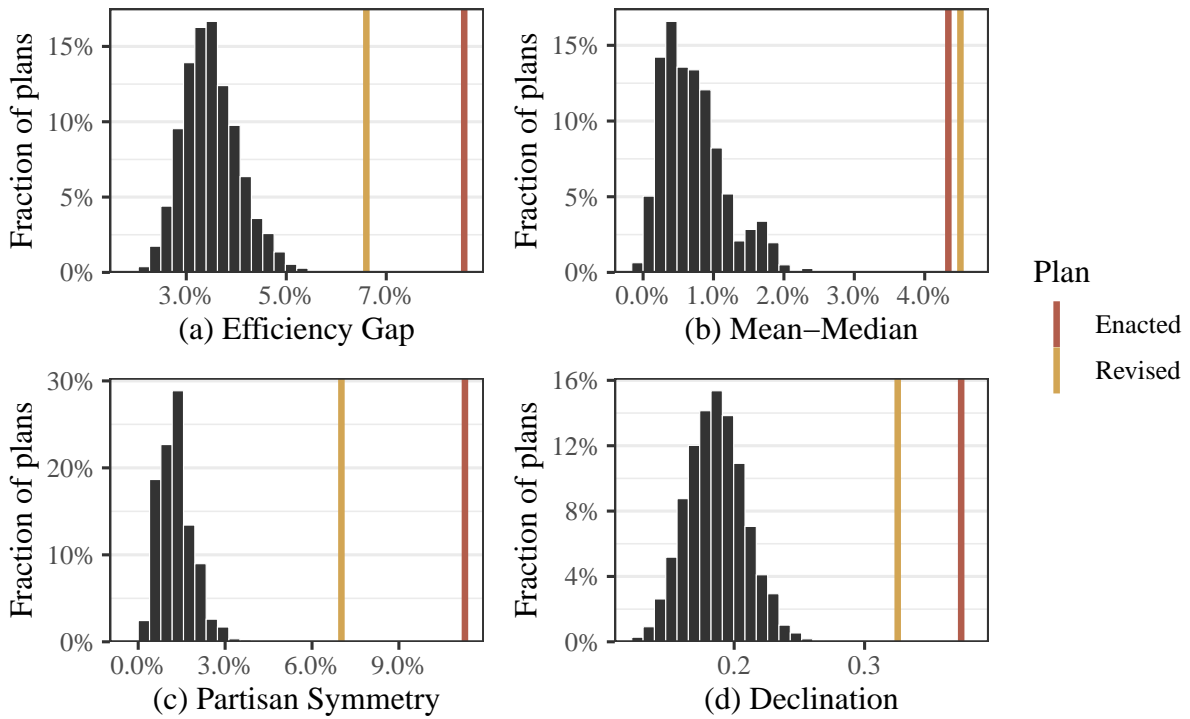 Fraction of plans
15%
10%
5%
0%
3.0% 5.0% 7.0%
(a) Efficiency Gap
Fraction of plans
15%
10%
5%
0%
0.0% 1.0% 2.0% 3.0% 4.0%
(b) Mean−Median
Fraction of plans
30%
20%
10%
0%
0.0% 3.0% 6.0% 9.0%
(c) Partisan Symmetry
Fraction of plans
16%
12%
8%
4%
0%
0.2 0.3
(d) Declination
Plan
Enacted
Revised